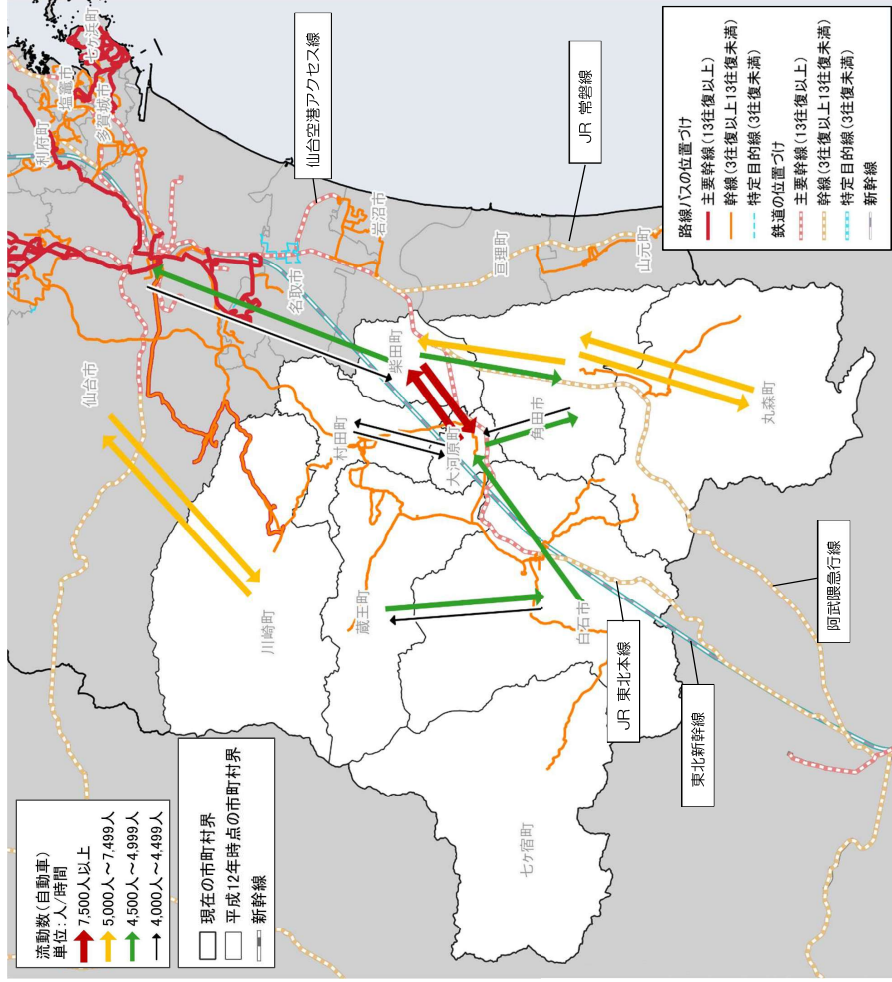 流動数(自動車)
単位:人/時間
7,500人以上
5,000人~7,499人
4,500人~4,999人
4,000人~4,499人
現在の市町村界
平成12年時点の市町村界
新幹線
仙台市
利府町
塩竈市
多賀城市
七ヶ浜町
仙台空港アクセス線
名取市
岩沼市
JR 常磐線
川崎町
村田町
柴田町
亘理町
山元町
蔵王町
大河原町
角田市
丸森町
七ヶ宿町
白石市
JR 東北本線
東北新幹線
阿武隈急行線
路線バスの位置づけ
主要幹線(13往復以上)
幹線(3往復以上13往復未満)
特定目的線(3往復未満)
鉄道の位置づけ
主要幹線(13往復以上)
幹線(3往復以上13往復未満)
特定目的線(3往復未満)
新幹線